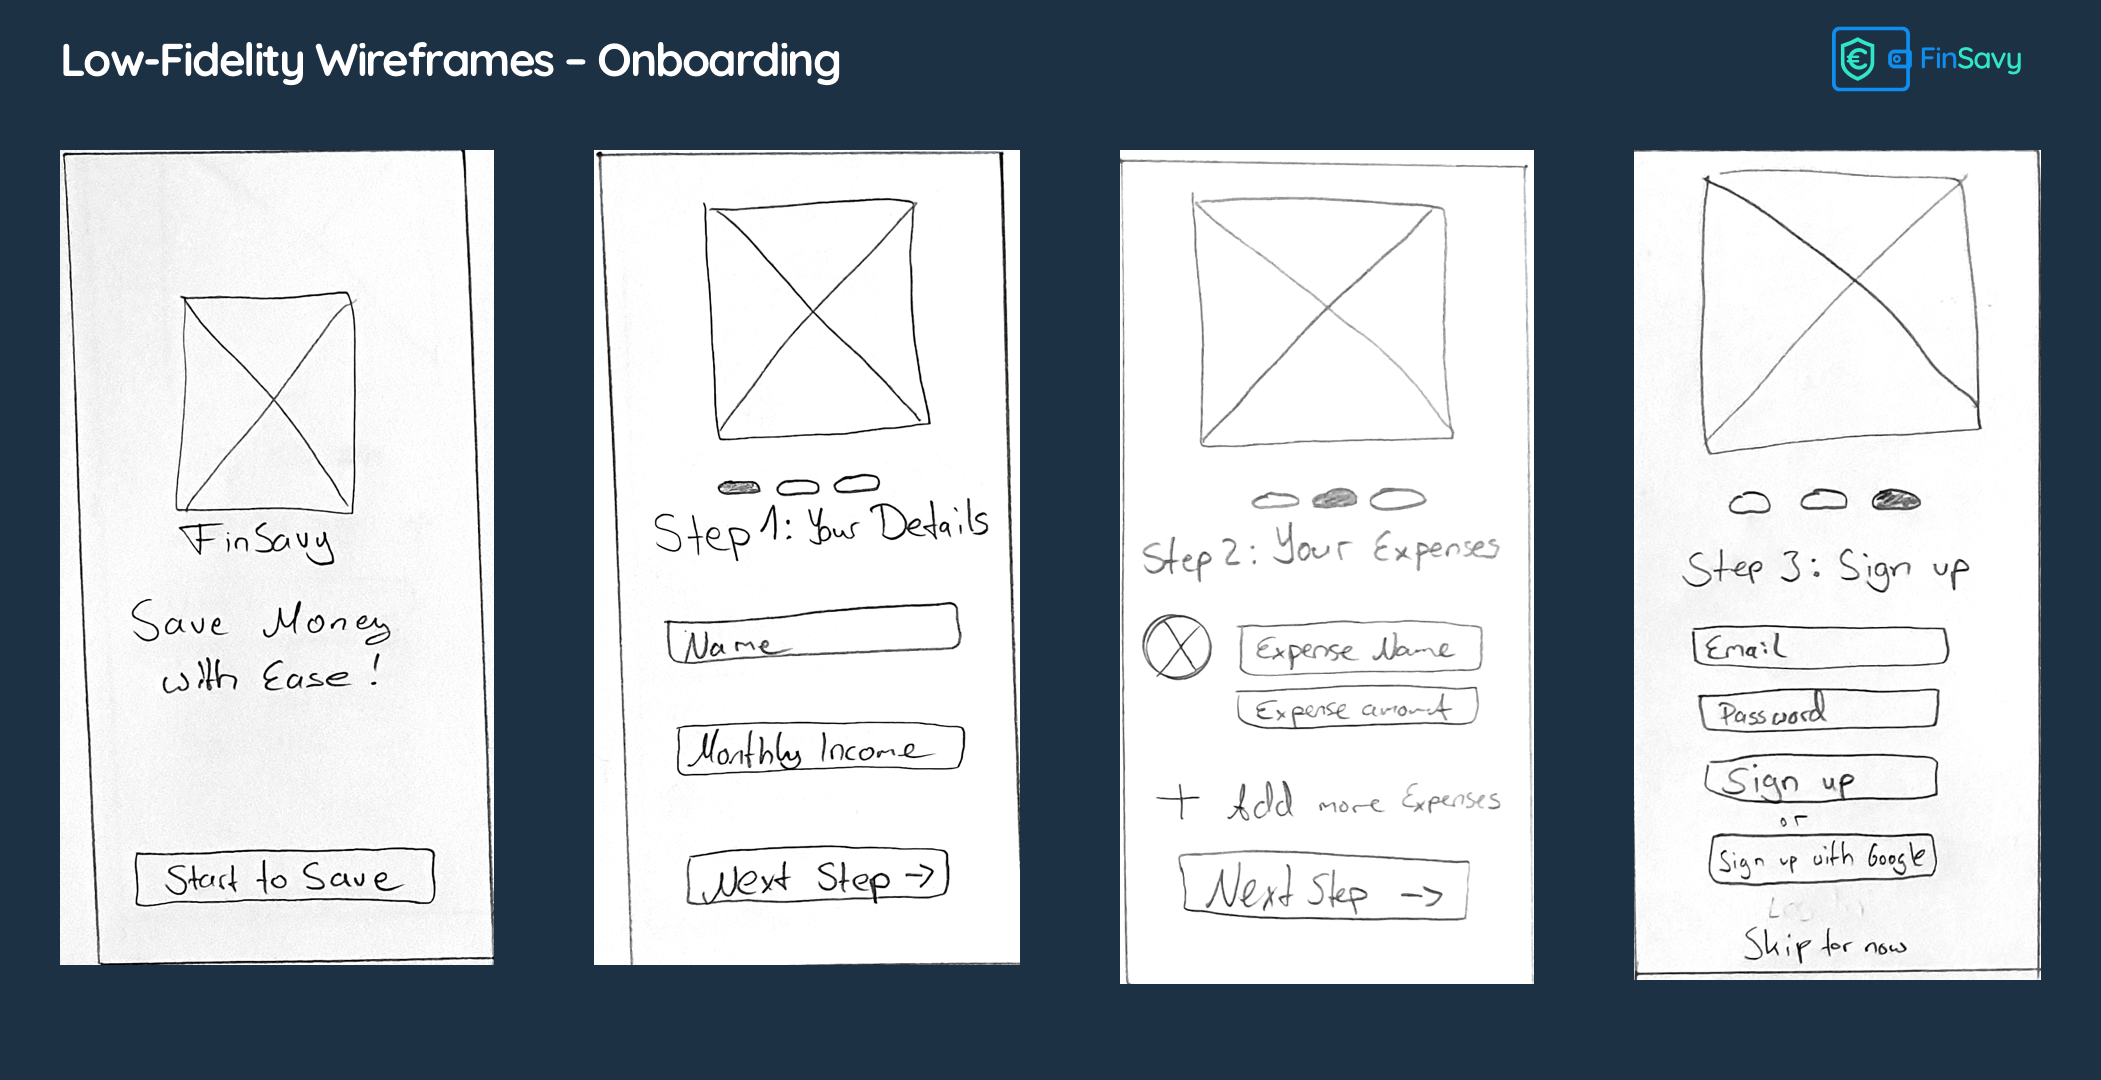 Low-Fidelity Wireframes – Onboarding
FinSavy
FinSavy
Save Money
with Ease!
Start to Save
Step 1: Your Details
Name
Monthly Income
Next Step →
Step 2: Your Expenses
Expense Name
Expense amount
+ Add more Expenses
Next Step →
Step 3: Sign up
Email
Password
Sign up
or
Sign up with Google
Skip for now